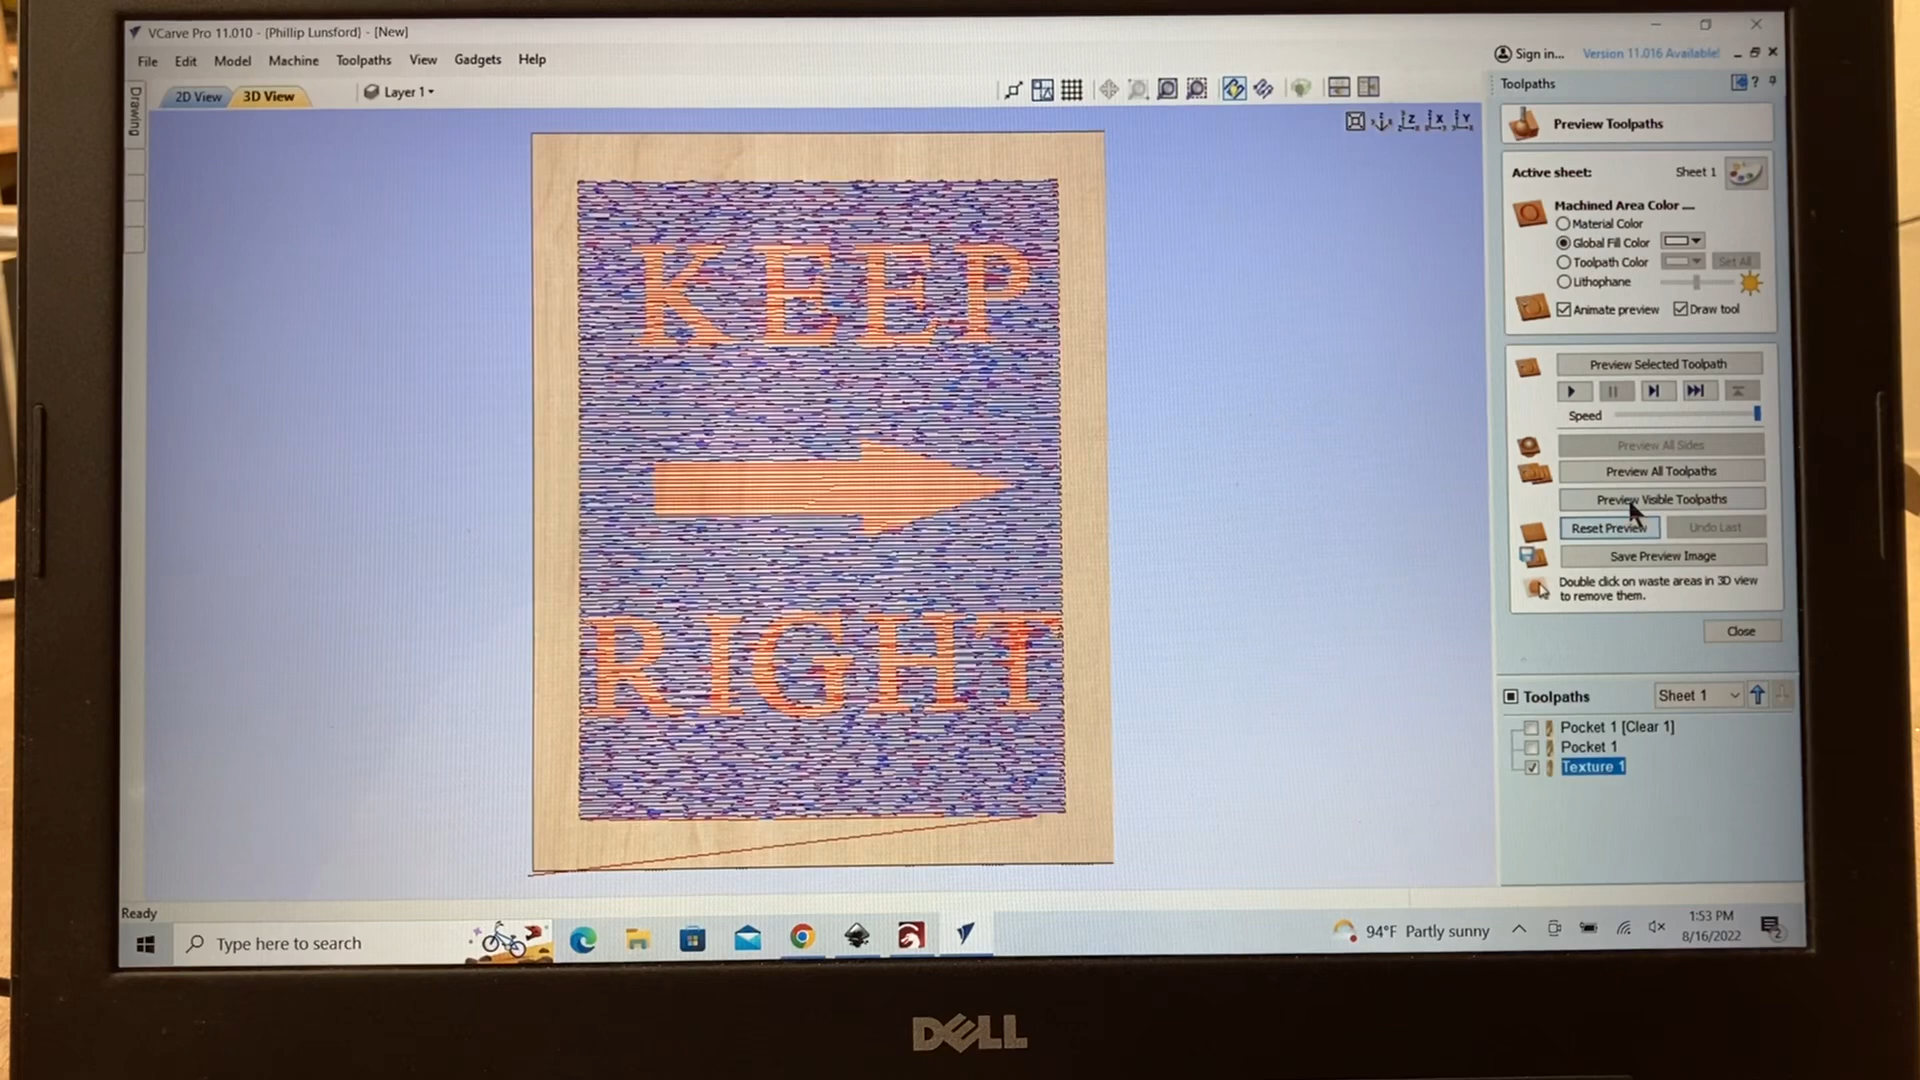 VCarve Pro 11.010 - {Phillip Lunsford} - [New]
File Edit Model Machine Toolpaths View Gadgets Help
Sign in... Version 11.016 Available!
Drawing
2D View 3D View Layer 1
Toolpaths ?
Z X Y
Preview Toolpaths
Active sheet: Sheet 1
Machined Area Color ....
Material Color
Global Fill Color
Toolpath Color Set All
Lithophane
Animate preview Draw tool
Preview Selected Toolpath
Speed
Preview All Sides
Preview All Toolpaths
Preview Visible Toolpaths
Reset Preview Undo Last
Save Preview Image
Double click on waste areas in 3D view
to remove them.
Close
Toolpaths Sheet 1
Pocket 1 [Clear 1]
Pocket 1
Texture 1
KEEP
RIGHT
Ready
Type here to search
94°F Partly sunny
1:53 PM
8/16/2022
2
DELL